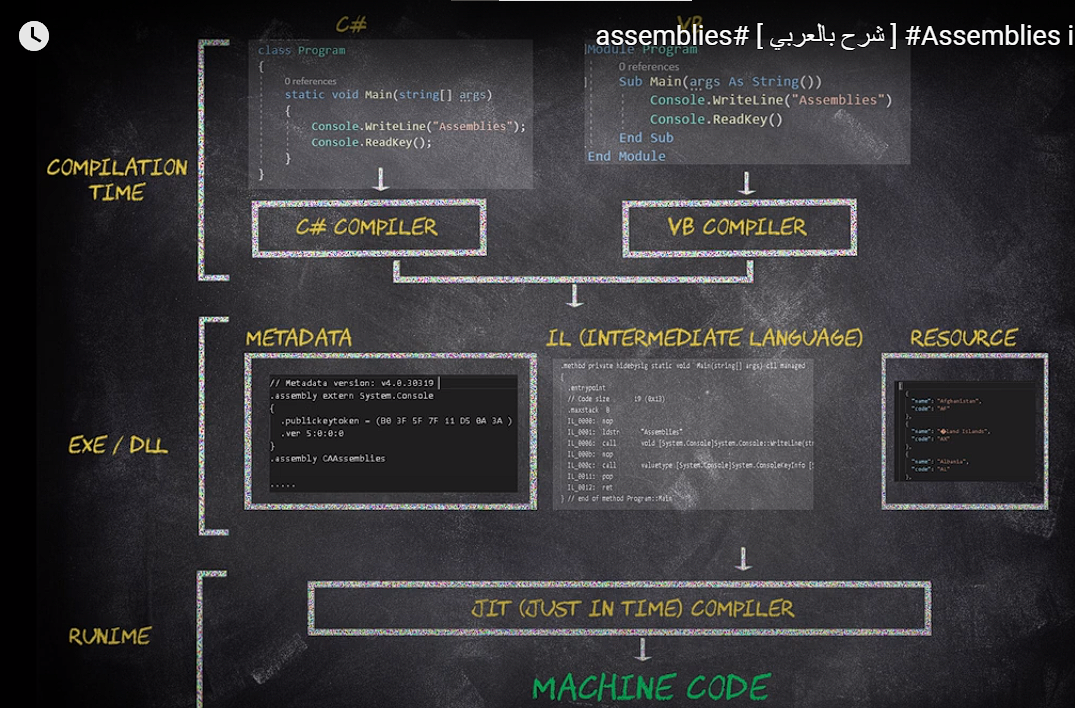 assemblies# [ شرح بالعربي ] #Assemblies i
C#
VB
class Program
{
0 references
static void Main(string[] args)
{
Console.WriteLine("Assemblies");
Console.ReadKey();
}
}
Module Program
0 references
Sub Main(args As String())
Console.WriteLine("Assemblies")
Console.ReadKey()
End Sub
End Module
COMPILATION
TIME
C# COMPILER
VB COMPILER
EXE / DLL
METADATA
// Metadata version: v4.0.30319
.assembly extern System.Console
{
.publickeytoken = (B0 3F 5F 7F 11 D5 0A 3A )
.ver 5:0:0:0
}
.assembly CAAssemblies
.....
IL (INTERMEDIATE LANGUAGE)
.method private hidebysig static void Main(string[] args) cil managed
{
.entrypoint
// Code size 19 (0x13)
.maxstack 8
IL_0000: nop
IL_0001: ldstr "Assemblies"
IL_0006: call void [System.Console]System.Console::WriteLine(str
IL_000b: nop
IL_000c: call valuetype [System.Console]System.ConsoleKeyInfo [S
IL_0011: pop
IL_0012: ret
} // end of method Program::Main
RESOURCE
[
{
"name": "Afghanistan",
"code": "AF"
},
{
"name": "�land Islands",
"code": "AX"
},
{
"name": "Albania",
"code": "AL"
},
RUNIME
JIT (JUST IN TIME) COMPILER
MACHINE CODE